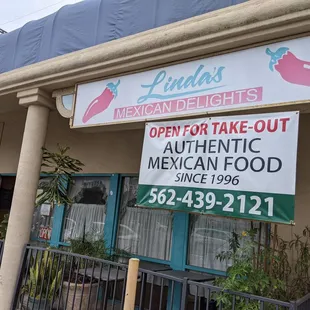 Linda's
MEXICAN DELIGHTS
OPEN FOR TAKE-OUT
AUTHENTIC
MEXICAN FOOD
SINCE 1996
562-439-2121